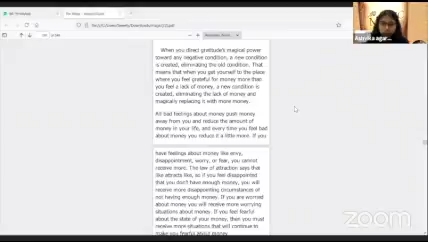 When you direct gratitude's magical power
toward any negative condition, a new condition
is created, eliminating the old condition. That
means that when you get yourself to the place
where you feel grateful for money more than
you feel a lack of money, a new condition is
created, eliminating the lack of money and
magically replacing it with more money.
All bad feelings about money push money
away from you and reduce the amount of
money in your life, and every time you feel bad
about money you reduce it a little more. If you
have feelings about money like envy,
disappointment, worry, or fear, you cannot
receive more. The law of attraction says that
like attracts like, so if you feel disappointed
that you don't have enough money, you will
receive more disappointing circumstances of
not having enough money. If you are worried
about money you will receive more worrying
situations about money. If you feel fearful
about the state of your money, then you must
receive more situations that will continue to
make you fearful about money.
zoom